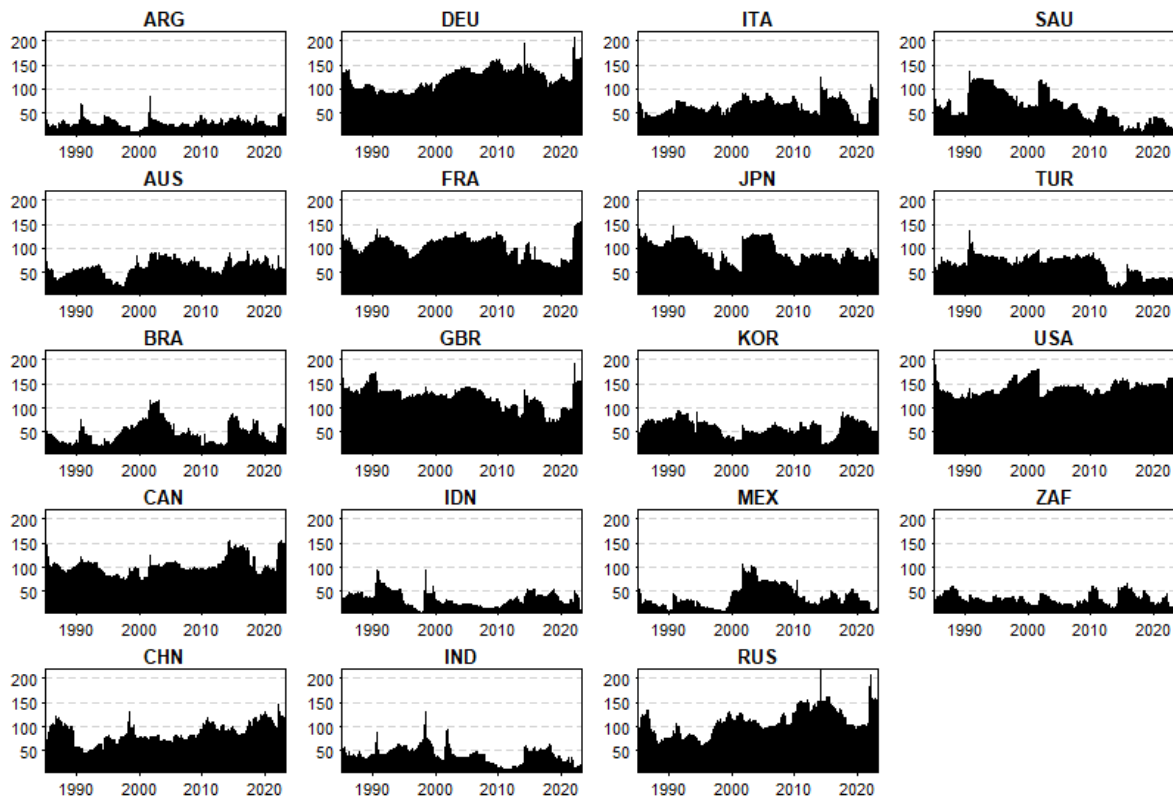 ARG DEU ITA SAU
200 200 200 200
150 150 150 150
100 100 100 100
50 50 50 50
1990 2000 2010 2020 1990 2000 2010 2020 1990 2000 2010 2020 1990 2000 2010 2020
AUS FRA JPN TUR
200 200 200 200
150 150 150 150
100 100 100 100
50 50 50 50
1990 2000 2010 2020 1990 2000 2010 2020 1990 2000 2010 2020 1990 2000 2010 2020
BRA GBR KOR USA
200 200 200 200
150 150 150 150
100 100 100 100
50 50 50 50
1990 2000 2010 2020 1990 2000 2010 2020 1990 2000 2010 2020 1990 2000 2010 2020
CAN IDN MEX ZAF
200 200 200 200
150 150 150 150
100 100 100 100
50 50 50 50
1990 2000 2010 2020 1990 2000 2010 2020 1990 2000 2010 2020 1990 2000 2010 2020
CHN IND RUS
200 200 200
150 150 150
100 100 100
50 50 50
1990 2000 2010 2020 1990 2000 2010 2020 1990 2000 2010 2020